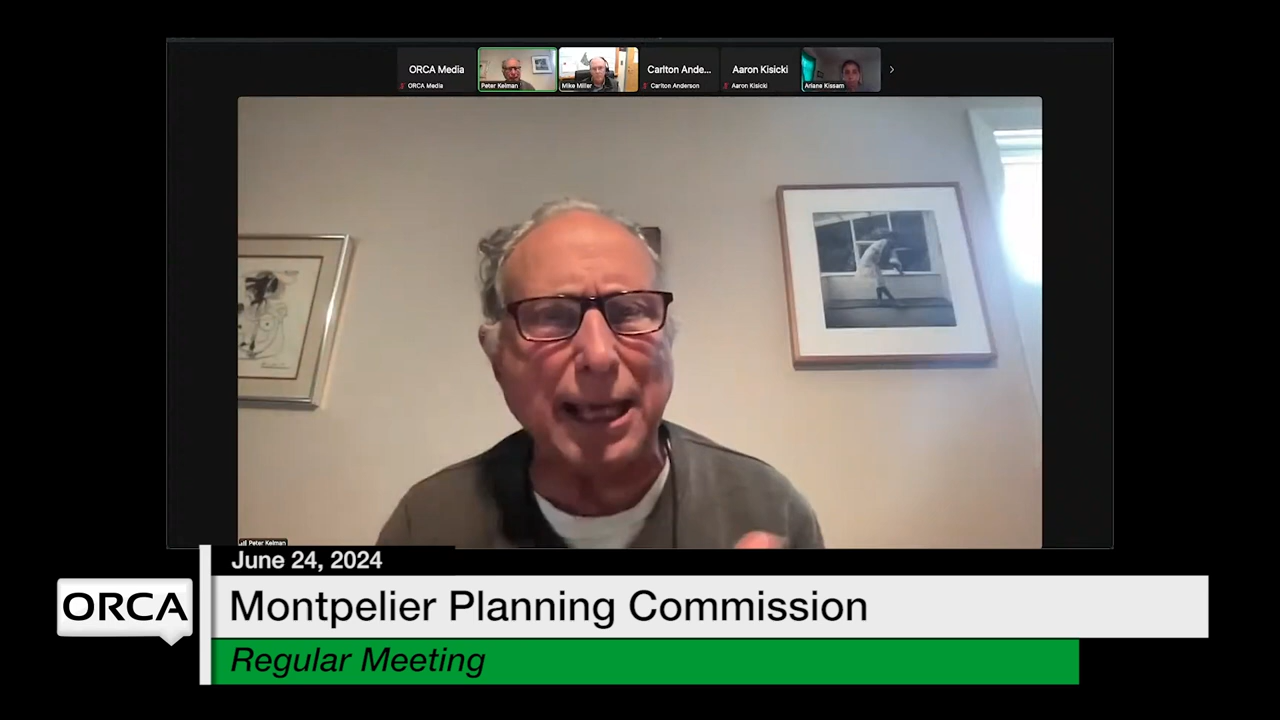 ORCA Media
Carlton Ande...
Aaron Kisicki
ORCA Media
Peter Kelman
Mike Miller
Carlton Anderson
Aaron Kisicki
Ariane Kissam
Peter Kelman
June 24, 2024
ORCA
Montpelier Planning Commission
Regular Meeting